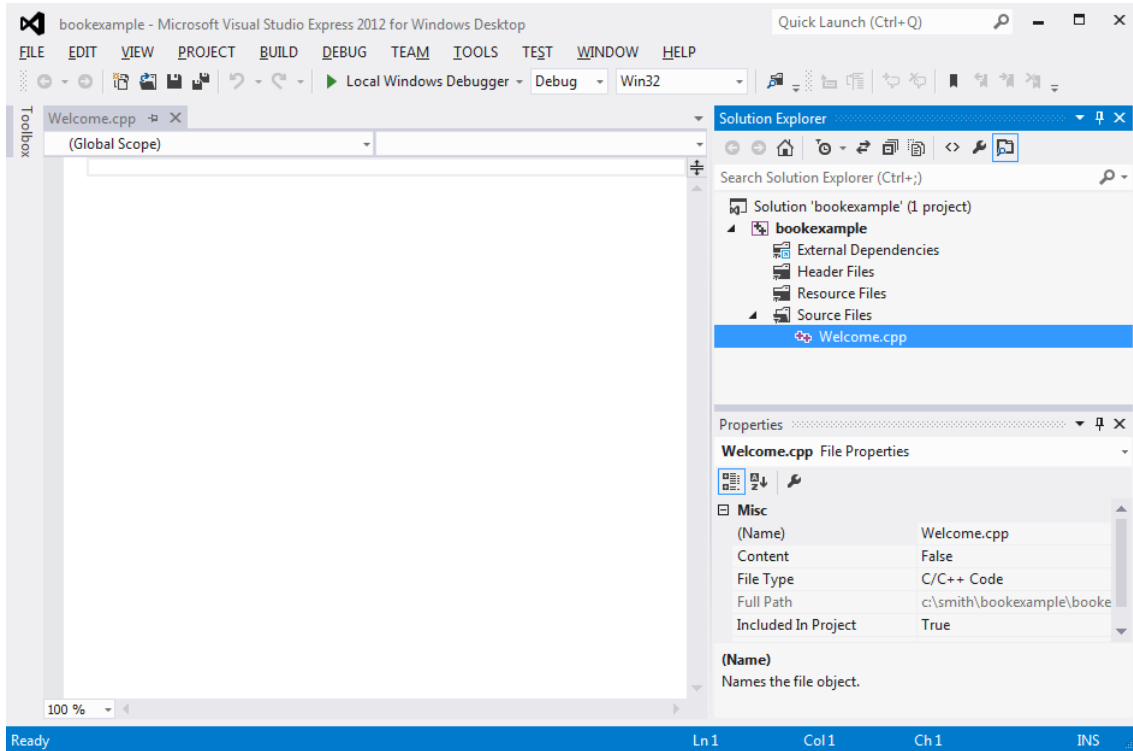 bookexample - Microsoft Visual Studio Express 2012 for Windows Desktop
Quick Launch (Ctrl+Q)
FILE EDIT VIEW PROJECT BUILD DEBUG TEAM TOOLS TEST WINDOW HELP
Local Windows Debugger Debug Win32
Toolbox
Welcome.cpp
(Global Scope)
100 %
Solution Explorer
Search Solution Explorer (Ctrl+;)
Solution 'bookexample' (1 project)
bookexample
External Dependencies
Header Files
Resource Files
Source Files
Welcome.cpp
Properties
Welcome.cpp File Properties
Misc
(Name) Welcome.cpp
Content False
File Type C/C++ Code
Full Path c:\smith\bookexample\booke
Included In Project True
(Name)
Names the file object.
Ready Ln 1 Col 1 Ch 1 INS